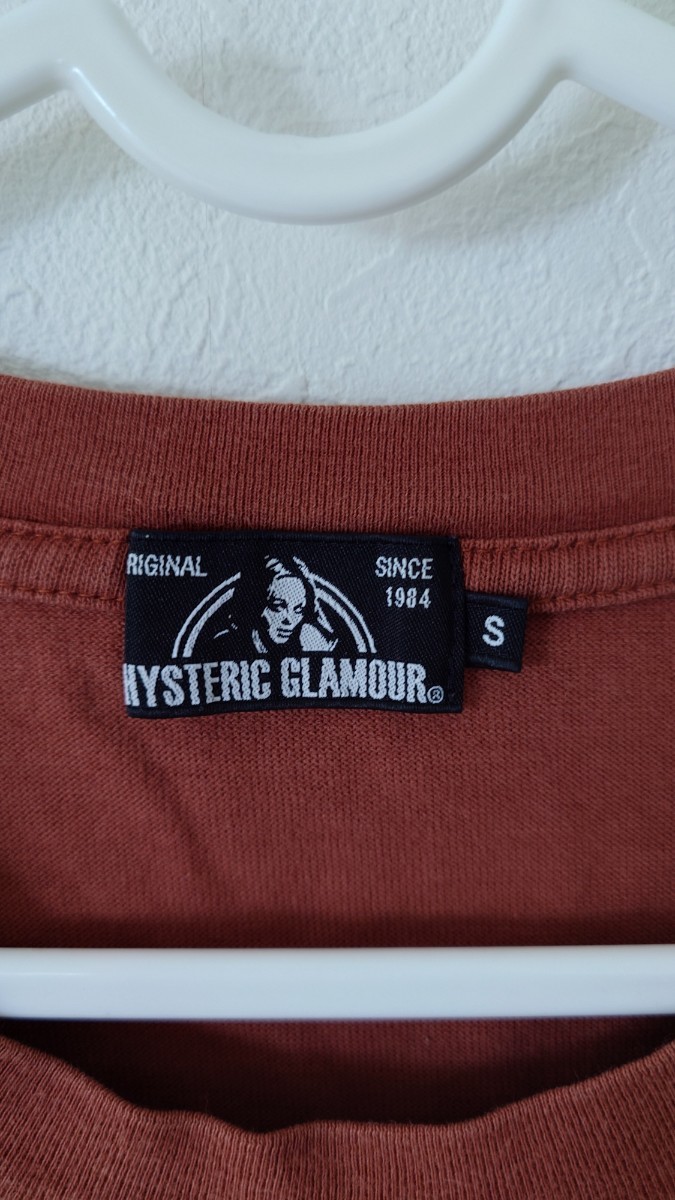 RIGINAL
SINCE
1984
HYSTERIC GLAMOUR®
S